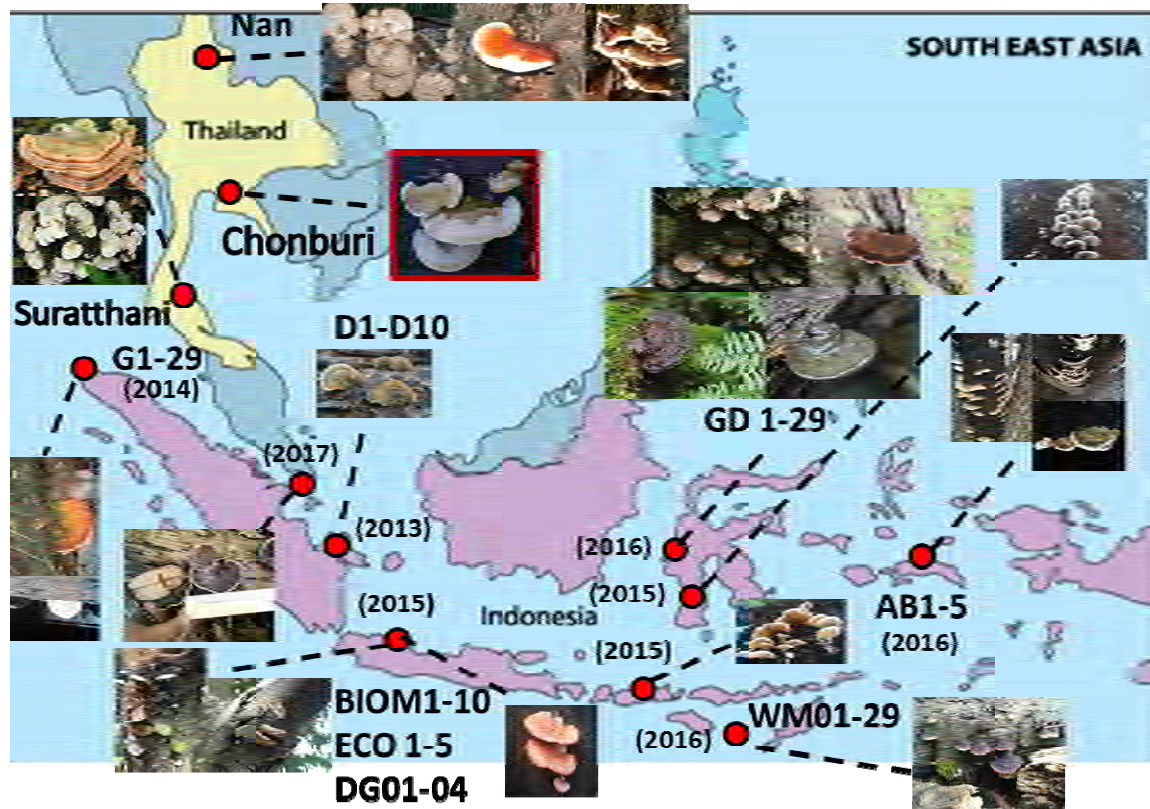 Nan
SOUTH EAST ASIA
Thailand
Chonburi
Suratthani
D1-D10
G1-29
(2014)
GD 1-29
(2017)
(2013)
(2016)
(2015)
(2015)
Indonesia
AB1-5
(2016)
(2015)
BIOM1-10
ECO 1-5
DG01-04
WM01-29
(2016)